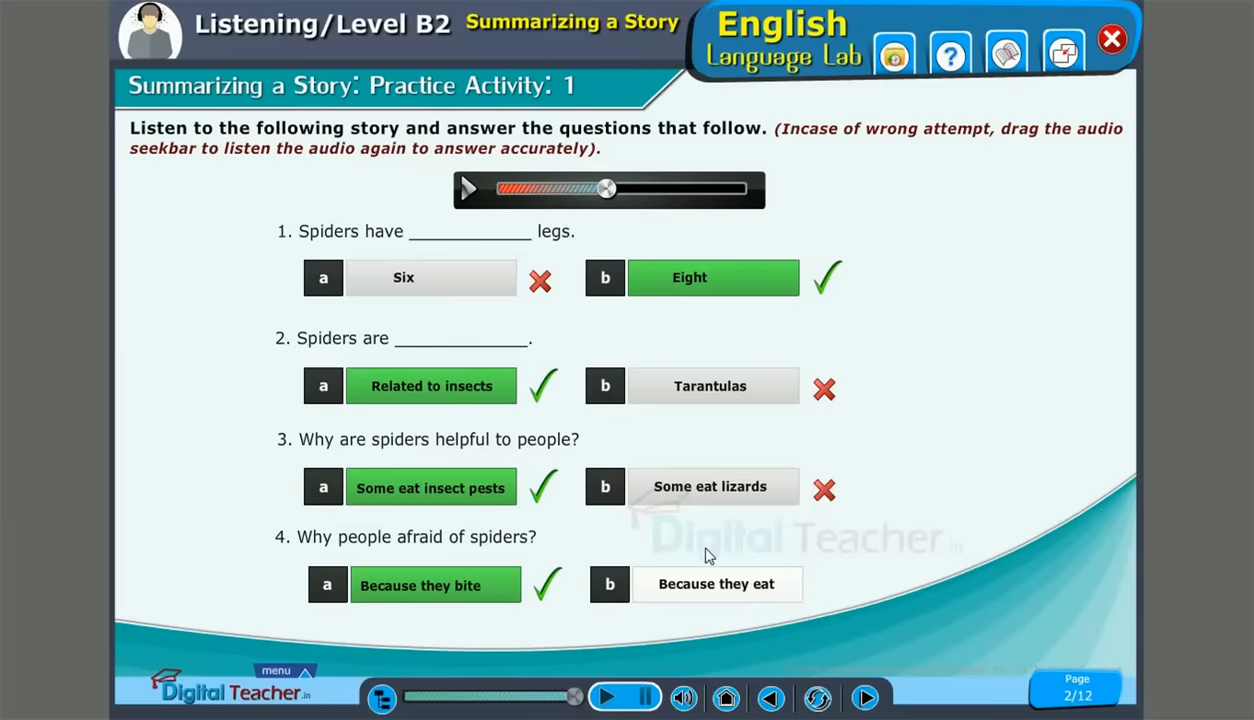 Listening/Level B2
Summarizing a Story
English
Language Lab
Summarizing a Story: Practice Activity: 1
Listen to the following story and answer the questions that follow. (Incase of wrong attempt, drag the audio
seekbar to listen the audio again to answer accurately).
1. Spiders have ____________ legs.
a Six
b Eight
2. Spiders are _____________.
a Related to insects
b Tarantulas
3. Why are spiders helpful to people?
a Some eat insect pests
b Some eat lizards
Digital Teacher.in
4. Why people afraid of spiders?
a Because they bite
b Because they eat
menu
Digital Teacher.in
Page
2/12